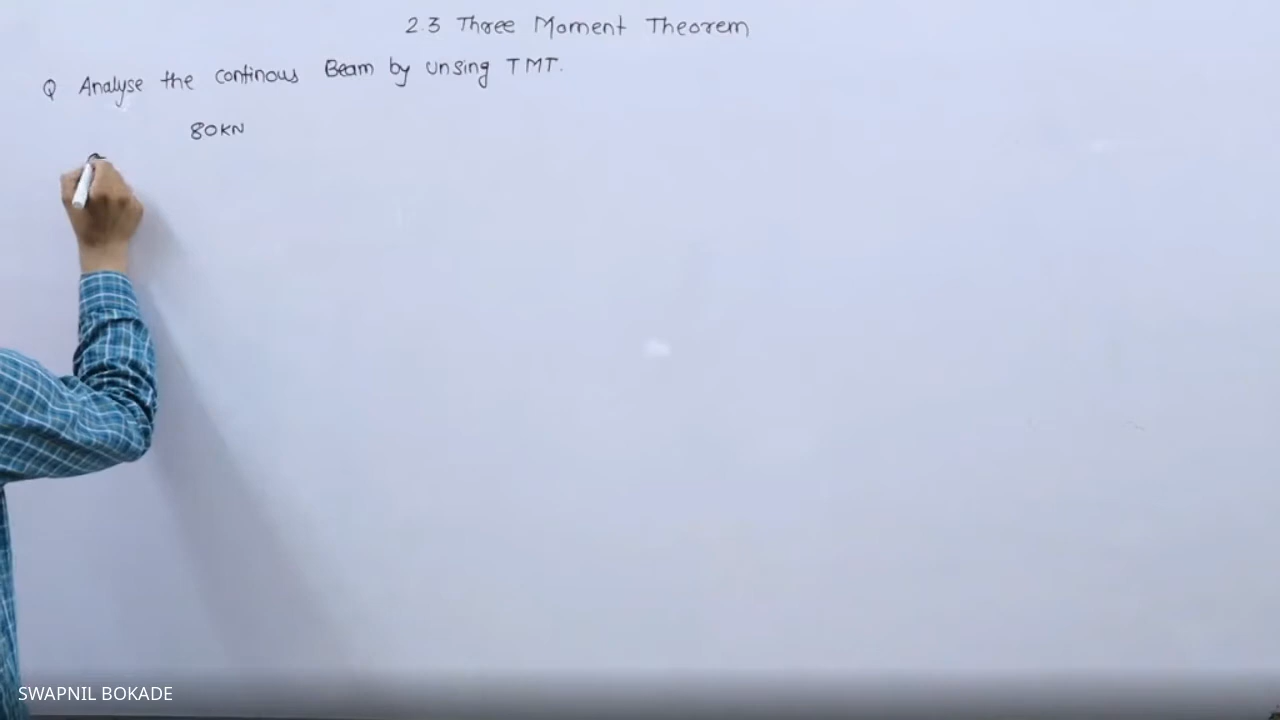 2.3 Three Moment Theorem
Q Analyse the continous Beam by unsing TMT.
80KN
SWAPNIL BOKADE